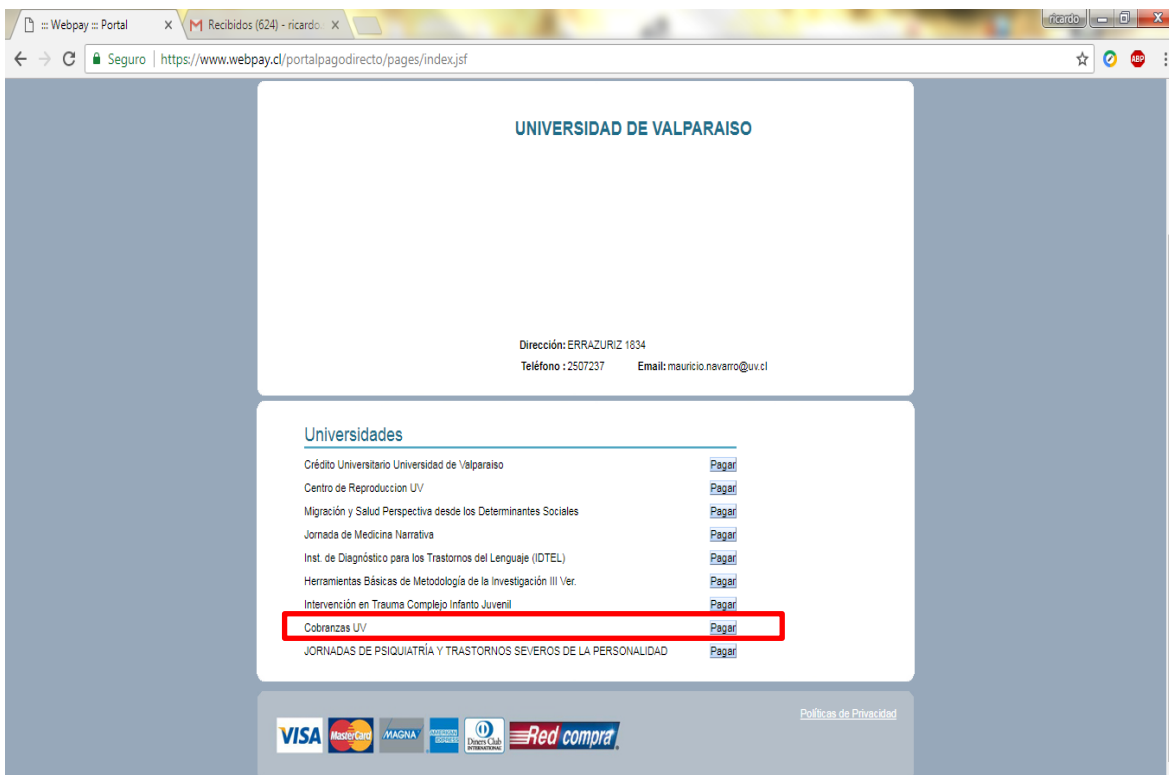 ::: Webpay ::: Portal
Recibidos (624) - ricardo.
ricardo
Seguro | https://www.webpay.cl/portalpagodirecto/pages/index.jsf
ABP
UNIVERSIDAD DE VALPARAISO
Dirección: ERRAZURIZ 1834
Teléfono : 2507237 Email: mauricio.navarro@uv.cl
Universidades
Crédito Universitario Universidad de Valparaiso Pagar
Centro de Reproduccion UV Pagar
Migración y Salud Perspectiva desde los Determinantes Sociales Pagar
Jornada de Medicina Narrativa Pagar
Inst. de Diagnóstico para los Trastornos del Lenguaje (IDTEL) Pagar
Herramientas Básicas de Metodología de la Investigación III Ver. Pagar
Intervención en Trauma Complejo Infanto Juvenil Pagar
Cobranzas UV Pagar
JORNADAS DE PSIQUIATRÍA Y TRASTORNOS SEVEROS DE LA PERSONALIDAD Pagar
Políticas de Privacidad
VISA MasterCard MAGNA AMERICAN EXPRESS Diners Club INTERNATIONAL Red compra